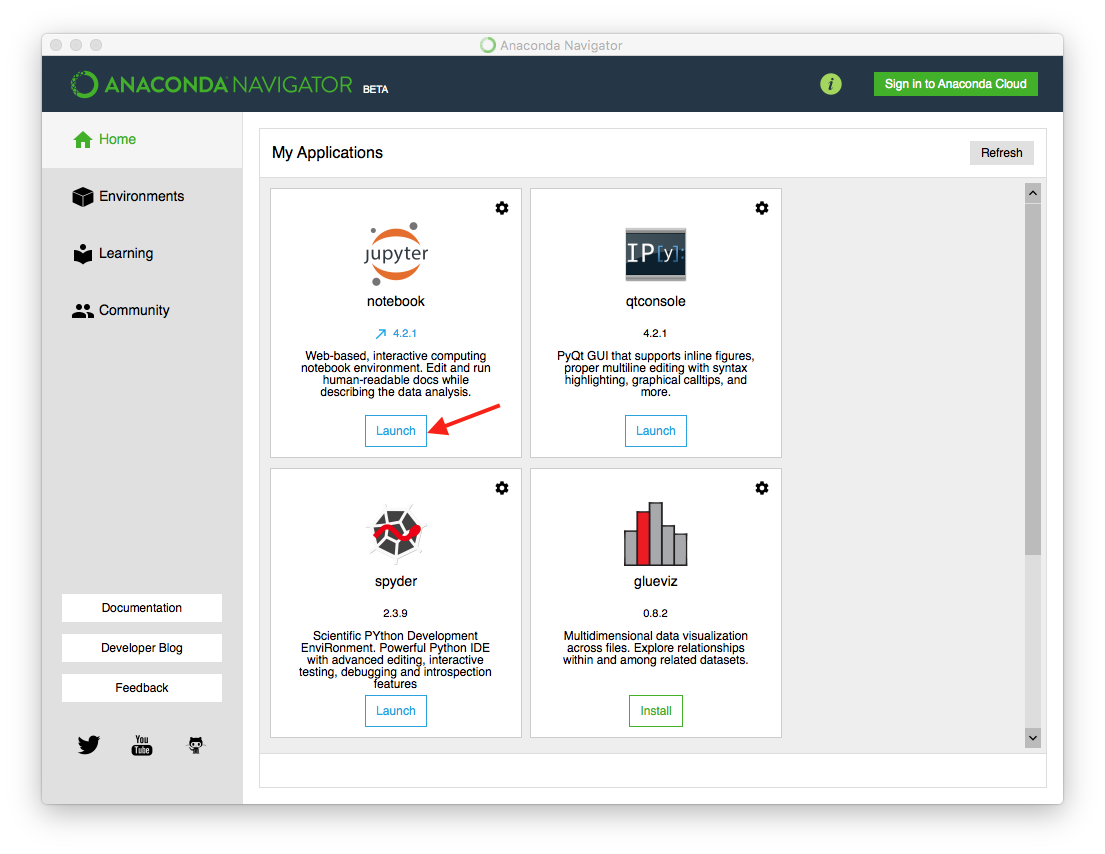 Anaconda Navigator
ANACONDA NAVIGATOR BETA
i
Sign in to Anaconda Cloud
Home
Environments
Learning
Community
Documentation
Developer Blog
Feedback
You
Tube
My Applications
Refresh
jupyter
notebook
4.2.1
Web-based, interactive computing
notebook environment. Edit and run
human-readable docs while
describing the data analysis.
Launch
IP[y]:
qtconsole
4.2.1
PyQt GUI that supports inline figures,
proper multiline editing with syntax
highlighting, graphical calltips, and
more.
Launch
spyder
2.3.9
Scientific PYthon Development
EnviRonment. Powerful Python IDE
with advanced editing, interactive
testing, debugging and introspection
features
Launch
glueviz
0.8.2
Multidimensional data visualization
across files. Explore relationships
within and among related datasets.
Install